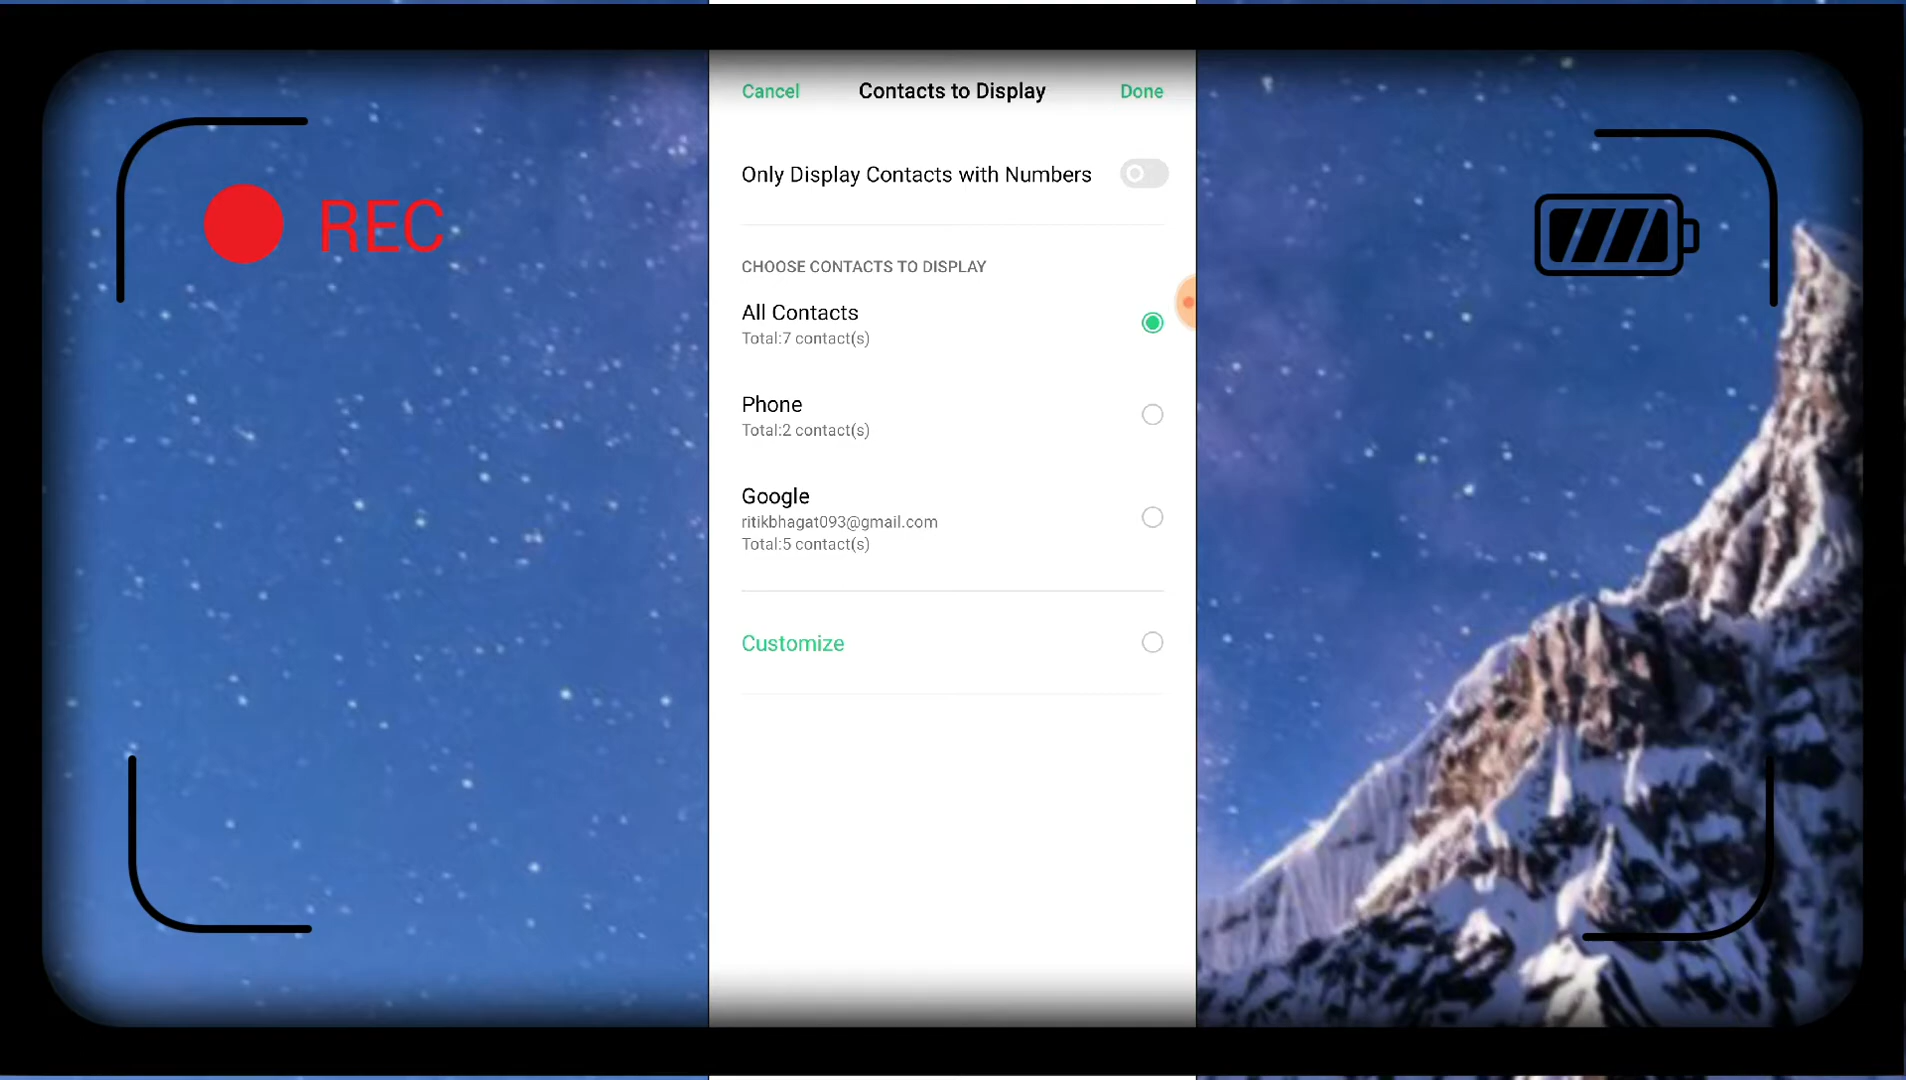 Cancel Contacts to Display Done
Only Display Contacts with Numbers
REC
CHOOSE CONTACTS TO DISPLAY
All Contacts
Total:7 contact(s)
Phone
Total:2 contact(s)
Google
ritikbhagat093@gmail.com
Total:5 contact(s)
Customize